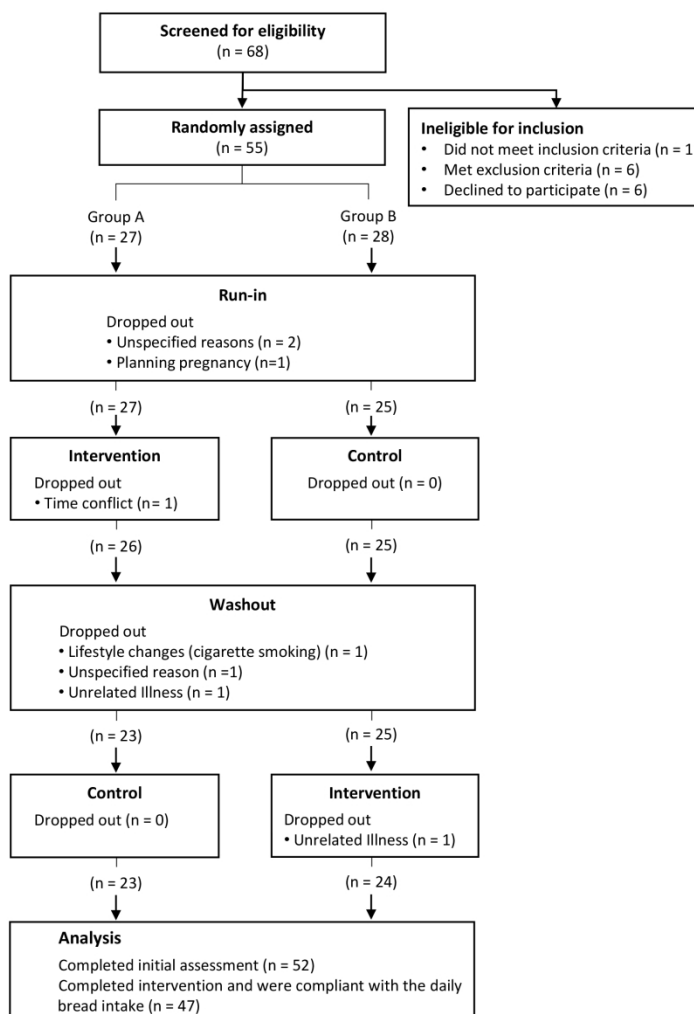 Screened for eligibility
(n = 68)
Randomly assigned
(n = 55)
Ineligible for inclusion
• Did not meet inclusion criteria (n = 1
• Met exclusion criteria (n = 6)
• Declined to participate (n = 6)
Group A
(n = 27)
Group B
(n = 28)
Run-in
Dropped out
• Unspecified reasons (n = 2)
• Planning pregnancy (n=1)
(n = 27)
(n = 25)
Intervention
Dropped out
• Time conflict (n= 1)
Control
Dropped out (n = 0)
(n = 26)
(n = 25)
Washout
Dropped out
• Lifestyle changes (cigarette smoking) (n = 1)
• Unspecified reason (n =1)
• Unrelated Illness (n = 1)
(n = 23)
(n = 25)
Control
Dropped out (n = 0)
Intervention
Dropped out
• Unrelated Illness (n = 1)
(n = 23)
(n = 24)
Analysis
Completed initial assessment (n = 52)
Completed intervention and were compliant with the daily
bread intake (n = 47)